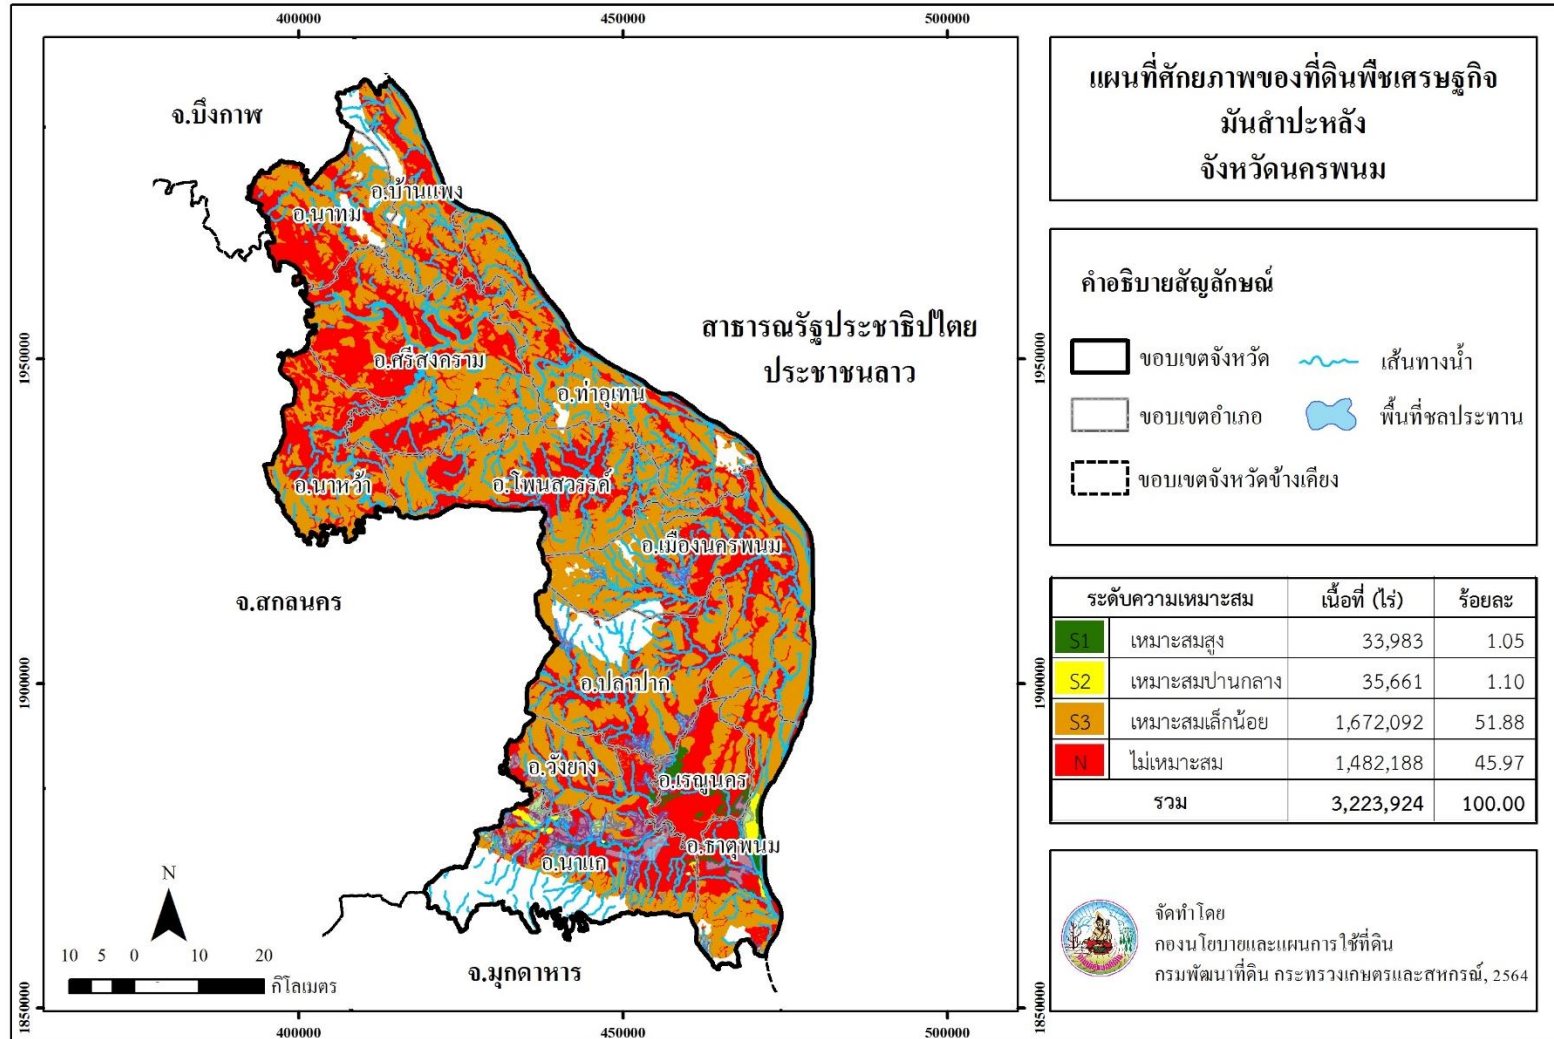 400000
450000
500000
แผนที่ศักยภาพของที่ดินพืชเศรษฐกิจ
มันสำปะหลัง
จังหวัดนครพนม
จ.บึงกาฬ
อ.บ้านแพง
อ.นาทม
สาธารณรัฐประชาธิปไตย
ประชาชนลาว
1950000
1950000
อ.ศรีสงคราม
อ.ท่าอุเทน
อ.นาหว้า
อ.โพนสวรรค์
อ.เมืองนครพนม
จ.สกลนคร
1900000
1900000
อ.ปลาปาก
อ.วังยาง
อ.เรณูนคร
อ.ธาตุพนม
อ.นาแก
N
10 5 0 10 20
กิโลเมตร
จ.มุกดาหาร
1850000
1850000
400000
450000
500000
คำอธิบายสัญลักษณ์
ขอบเขตจังหวัด เส้นทางน้ำ
ขอบเขตอำเภอ พื้นที่ชลประทาน
ขอบเขตจังหวัดข้างเคียง
ระดับความเหมาะสม เนื้อที่ (ไร่) ร้อยละ
S1 เหมาะสมสูง 33,983 1.05
S2 เหมาะสมปานกลาง 35,661 1.10
S3 เหมาะสมเล็กน้อย 1,672,092 51.88
N ไม่เหมาะสม 1,482,188 45.97
รวม 3,223,924 100.00
จัดทำโดย
กองนโยบายและแผนการใช้ที่ดิน
กรมพัฒนาที่ดิน กระทรวงเกษตรและสหกรณ์, 2564